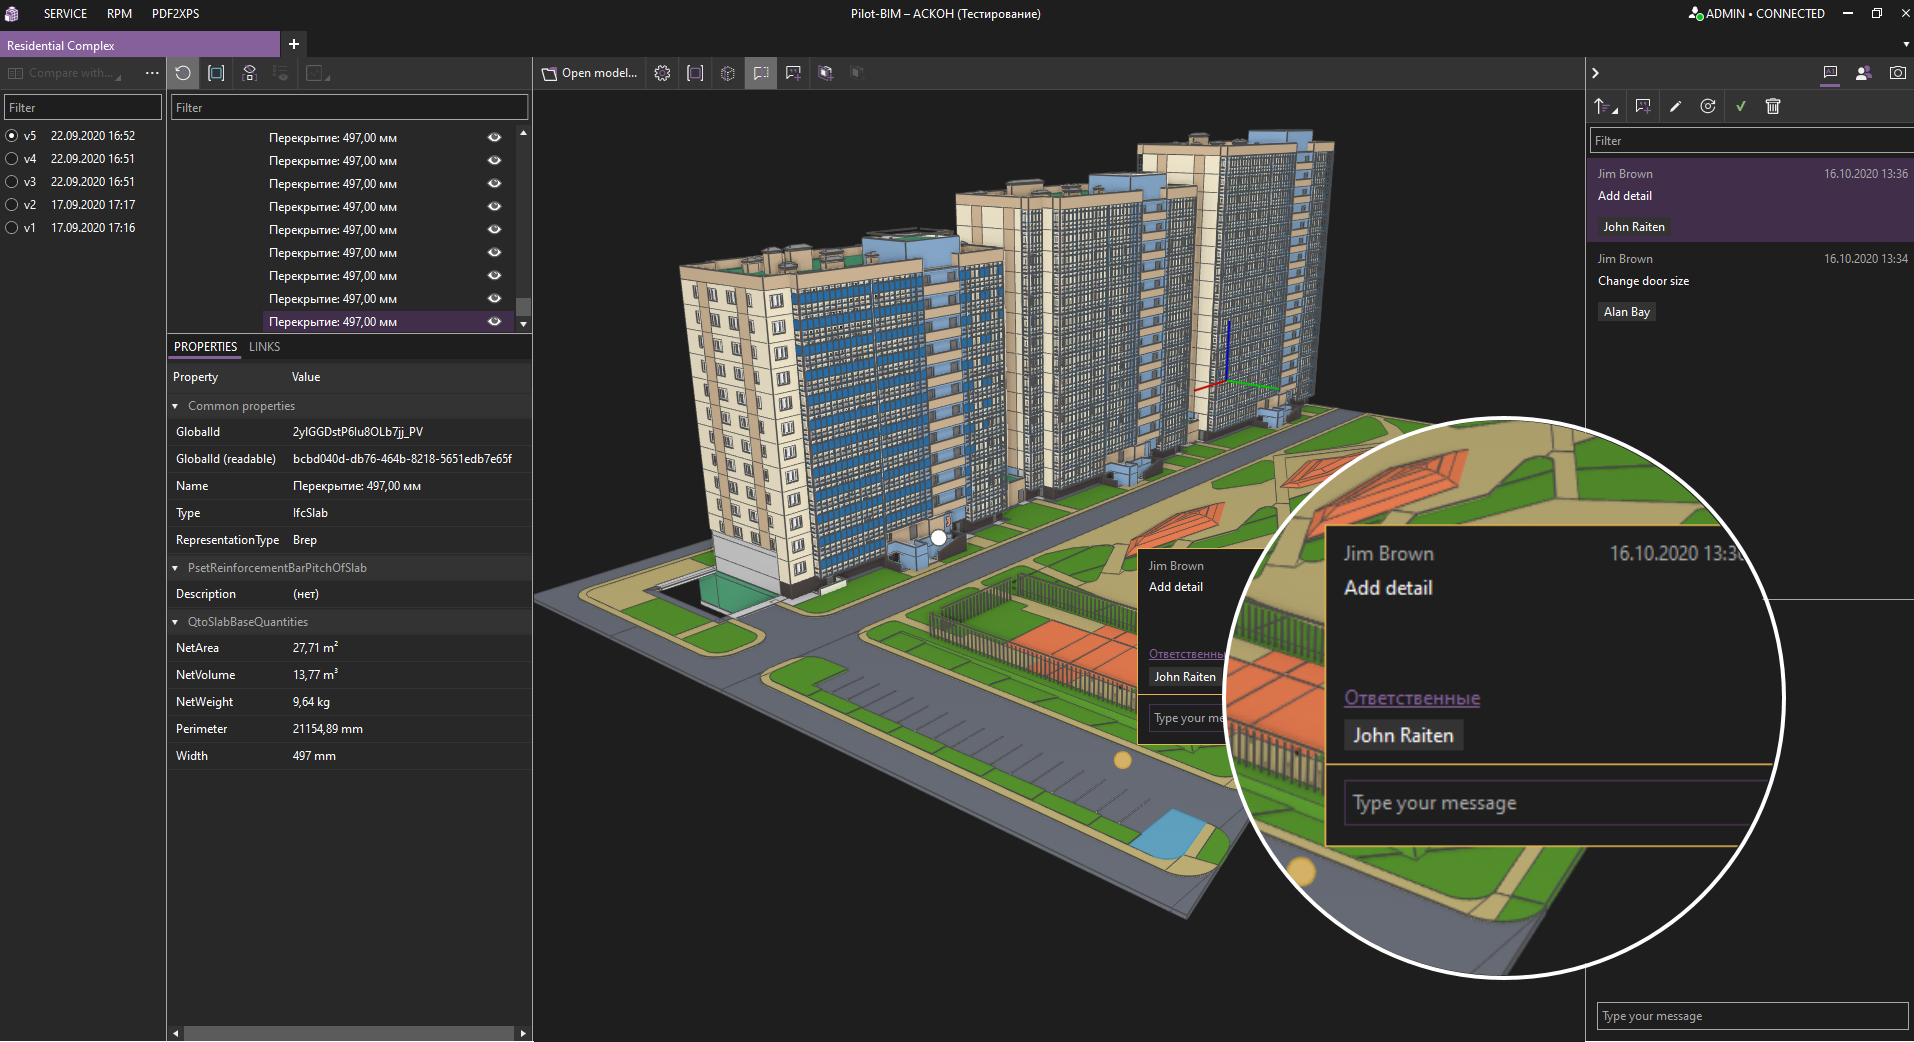 SERVICE RPM PDF2XPS
Pilot-BIM – АСКОН (Тестирование)
ADMIN • CONNECTED
Residential Complex
+
Compare with...
Open model...
Filter
v5 22.09.2020 16:52
v4 22.09.2020 16:51
v3 22.09.2020 16:51
v2 17.09.2020 17:17
v1 17.09.2020 17:16
Filter
Перекрытие: 497,00 мм
Перекрытие: 497,00 мм
Перекрытие: 497,00 мм
Перекрытие: 497,00 мм
Перекрытие: 497,00 мм
Перекрытие: 497,00 мм
Перекрытие: 497,00 мм
Перекрытие: 497,00 мм
Перекрытие: 497,00 мм
PROPERTIES LINKS
Property Value
Common properties
GlobalId 2ylGGDstP6lu8OLb7jj_PV
GlobalId (readable) bcbd040d-db76-464b-8218-5651edb7e65f
Name Перекрытие: 497,00 мм
Type IfcSlab
RepresentationType Brep
PsetReinforcementBarPitchOfSlab
Description (нет)
QtoSlabBaseQuantities
NetArea 27,71 m²
NetVolume 13,77 m³
NetWeight 9,64 kg
Perimeter 21154,89 mm
Width 497 mm
Jim Brown
Add detail
Ответственны
John Raiten
Type your me
Jim Brown 16.10.2020 13:3
Add detail
Ответственные
John Raiten
Type your message
Filter
Jim Brown 16.10.2020 13:36
Add detail
John Raiten
Jim Brown 16.10.2020 13:34
Change door size
Alan Bay
Type your message